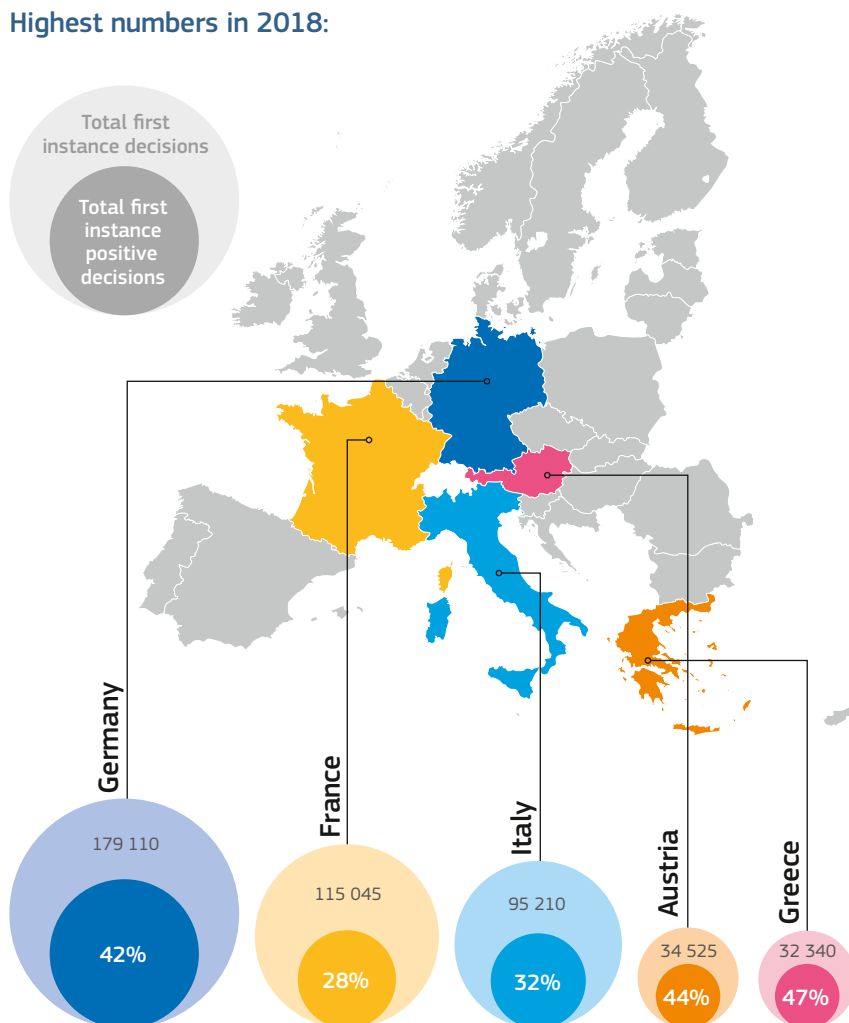 Highest numbers in 2018:
Total first
instance decisions
Total first
instance
positive
decisions
Germany
179 110
42%
France
115 045
28%
Italy
95 210
32%
Austria
34 525
44%
Greece
32 340
47%